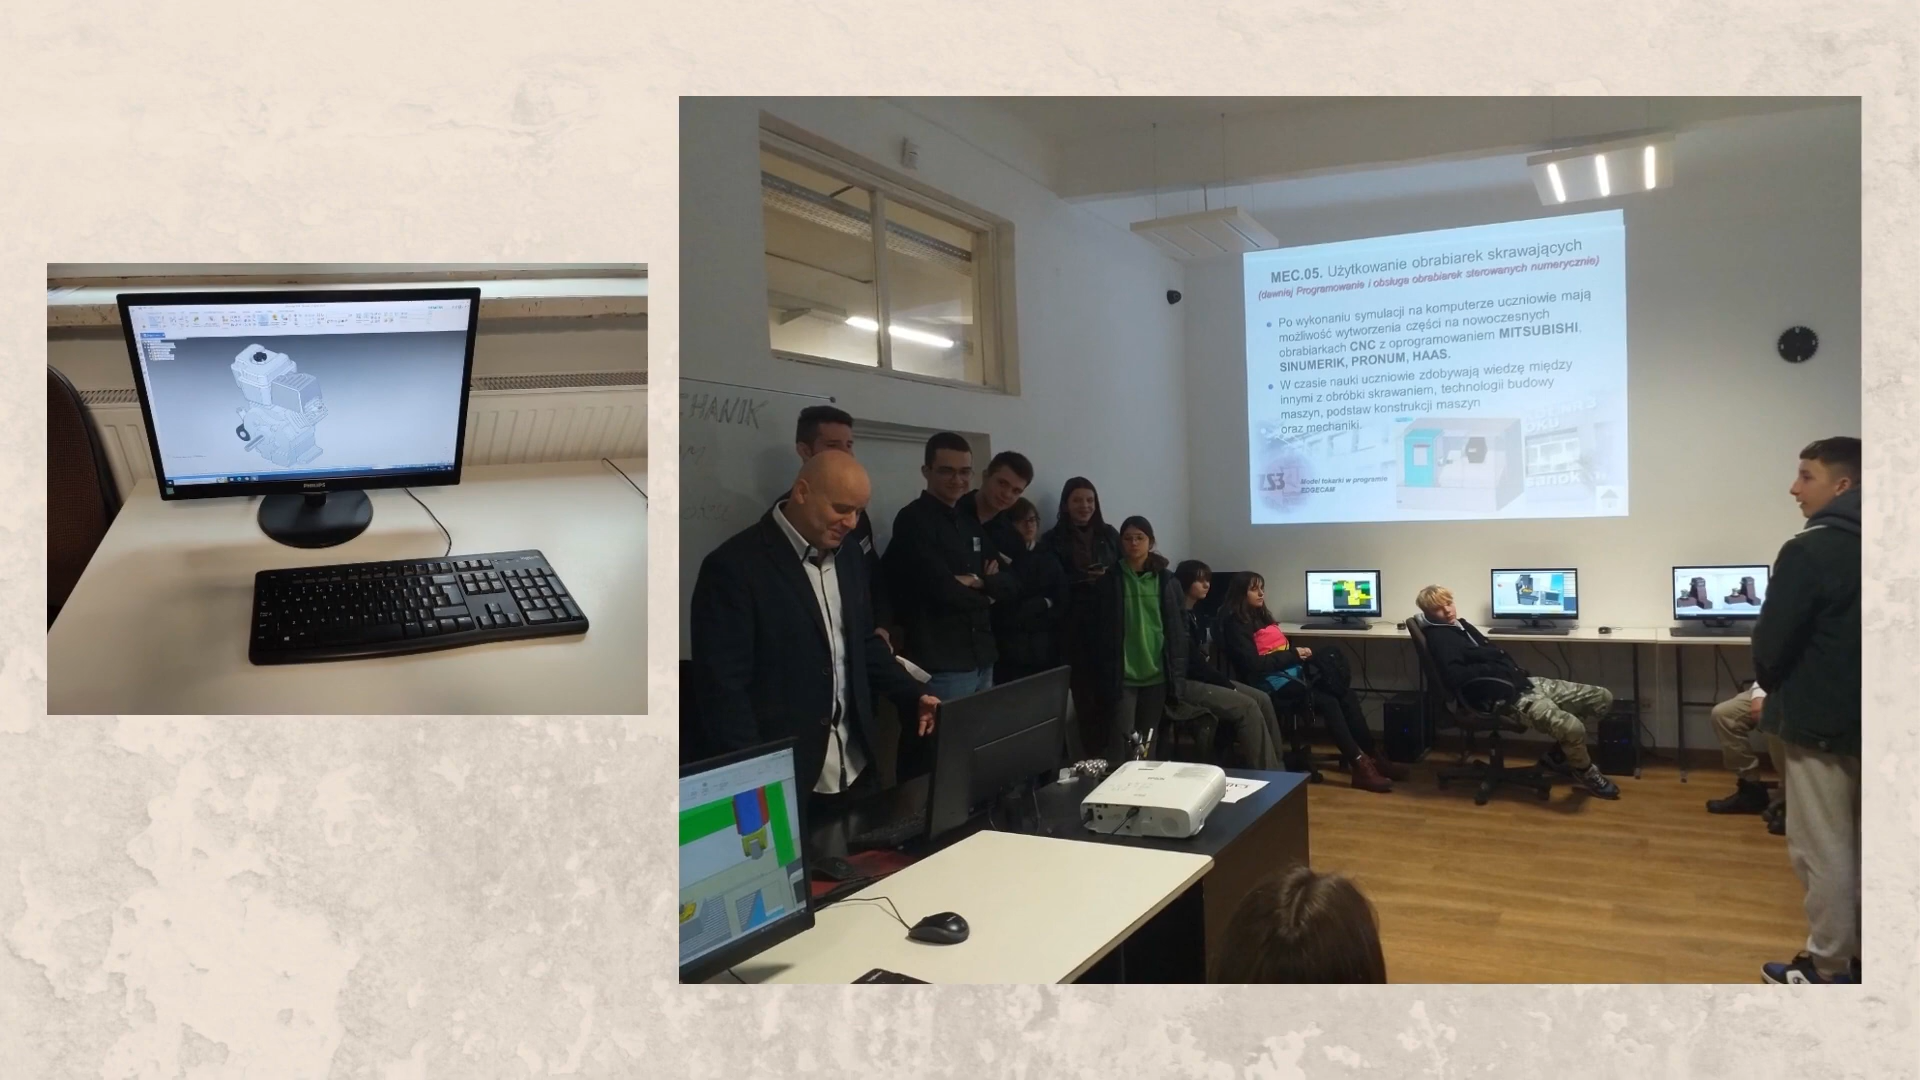 PHILIPS
CHANIK
MEC.05. Użytkowanie obrabiarek skrawających
(dawniej Programowanie i obsługa obrabiarek sterowanych numerycznie)
Po wykonaniu symulacji na komputerze uczniowie mają
możliwość wytworzenia części na nowoczesnych
obrabiarkach CNC z oprogramowaniem MITSUBISHI,
SINUMERIK, PRONUM, HAAS.
W czasie nauki uczniowie zdobywają wiedzę między
innymi z obróbki skrawaniem, technologii budowy
maszyn, podstaw konstrukcji maszyn
oraz mechaniki.
ZS3
Model tokarki w programie
EDGECAM